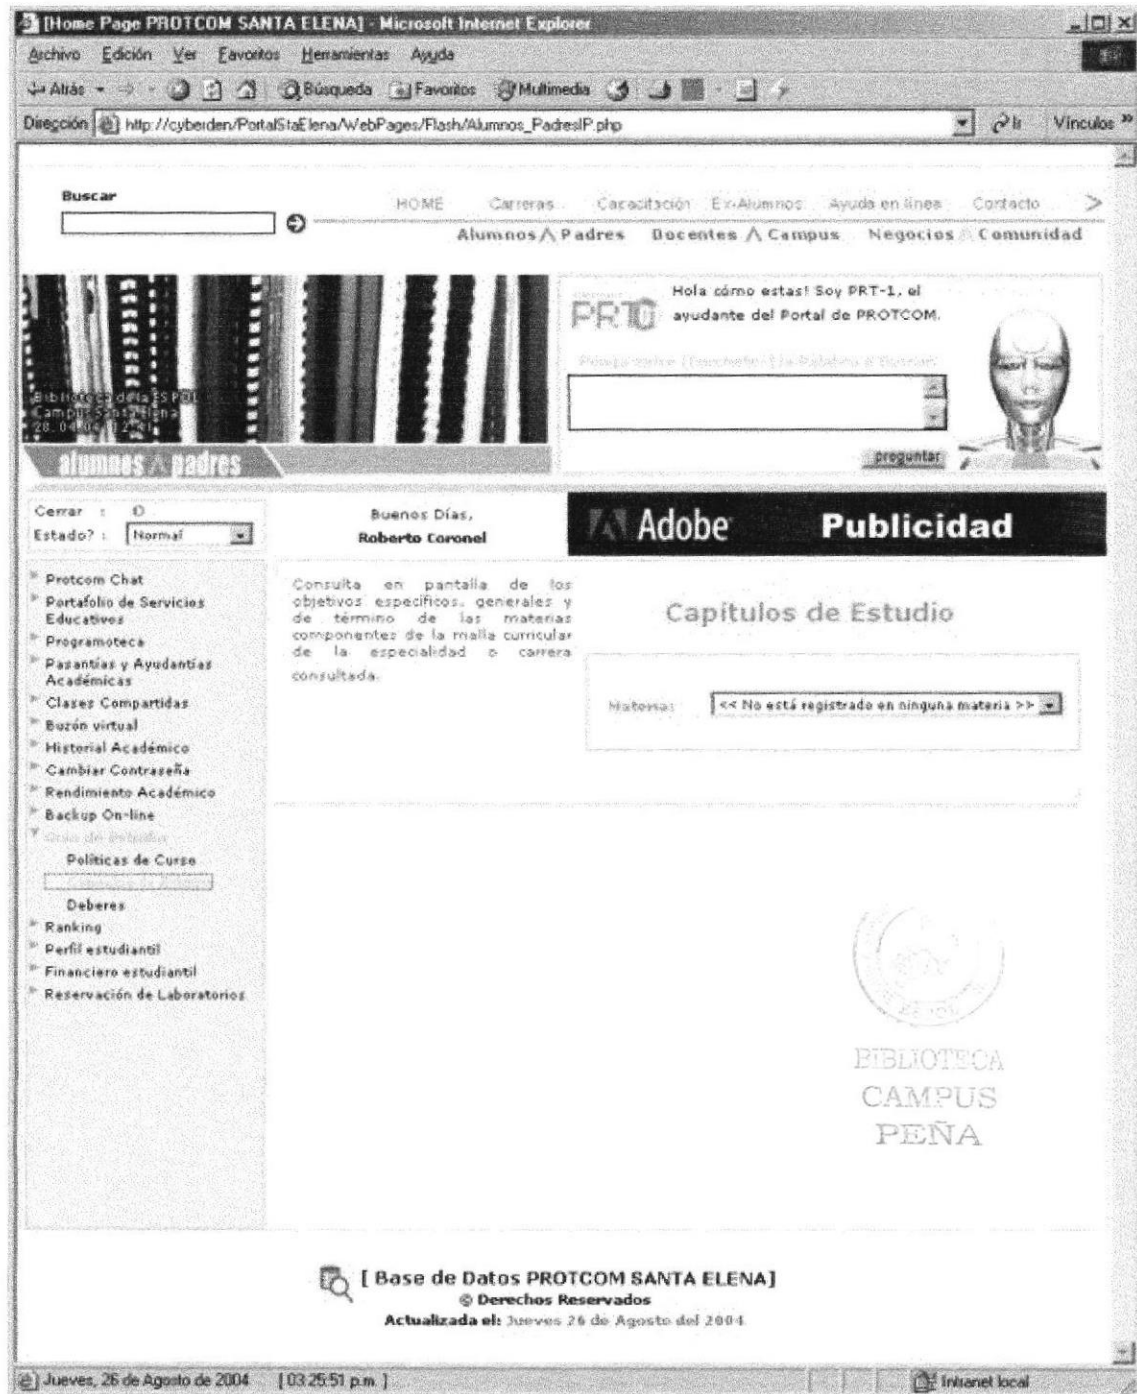 [Home Page PROTCOM SANTA ELENA] - Microsoft Internet Explorer
Archivo Edición Ver Favoritos Herramientas Ayuda
Atrás Búsqueda Favoritos Multimedia
Dirección http://cyberden/PortalStaElena/WebPages/Flash/Alumnos_PadresIP.php Ir Vínculos »
Buscar
HOME Carreras Capacitación Ex-Alumnos Ayuda en línea Contacto >
Alumnos Λ Padres Docentes Λ Campus Negocios Λ Comunidad
Hola cómo estas! Soy PRT-1, el
ayudante del Portal de PROTCOM.
Biblioteca de la ESPOL
Campus Santa Elena
28.04.04/12:41
preguntar
alumnos Λ padres
Cerrar :
Estado? : Normal
Buenos Días,
Roberto Coronel
Adobe Publicidad
Protcom Chat
Portafolio de Servicios
Educativos
Programoteca
Pasantías y Ayudantías
Académicas
Clases Compartidas
Buzón virtual
Historial Académico
Cambiar Contraseña
Rendimiento Académico
Backup On-line
Políticas de Curso
Deberes
Ranking
Perfil estudiantil
Financiero estudiantil
Reservación de Laboratorios
Consulta en pantalla de los
objetivos específicos, generales y
de término de las materias
componentes de la malla curricular
de la especialidad o carrera
consultada.
Capítulos de Estudio
Materias: << No está registrado en ninguna materia >>
BIBLIOTECA
CAMPUS
PEÑA
[ Base de Datos PROTCOM SANTA ELENA]
© Derechos Reservados
Actualizada el: Jueves 26 de Agosto del 2004
Jueves, 26 de Agosto de 2004 [ 03:25:51 p.m. ] Intranet local